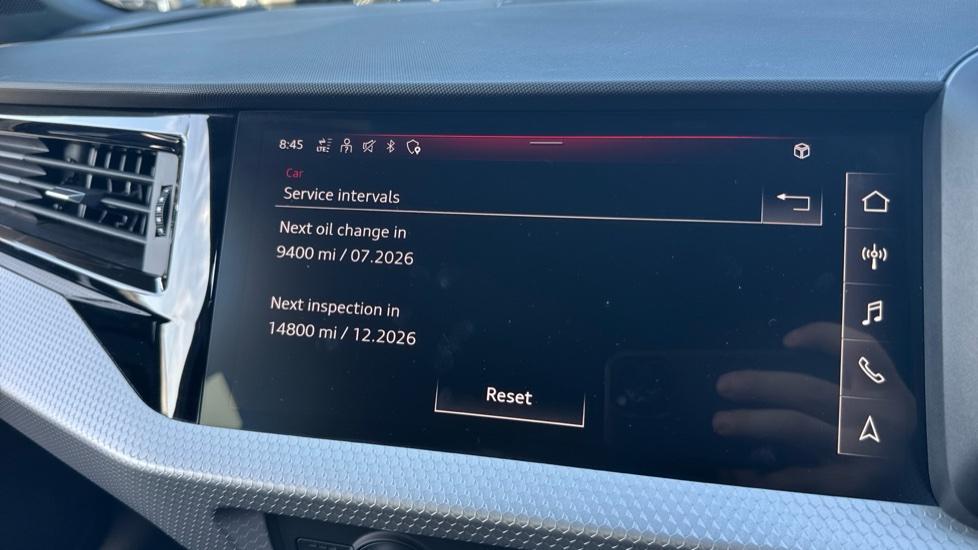 8:45 LTE
Car
Service intervals
Next oil change in
9400 mi / 07.2026
Next inspection in
14800 mi / 12.2026
Reset